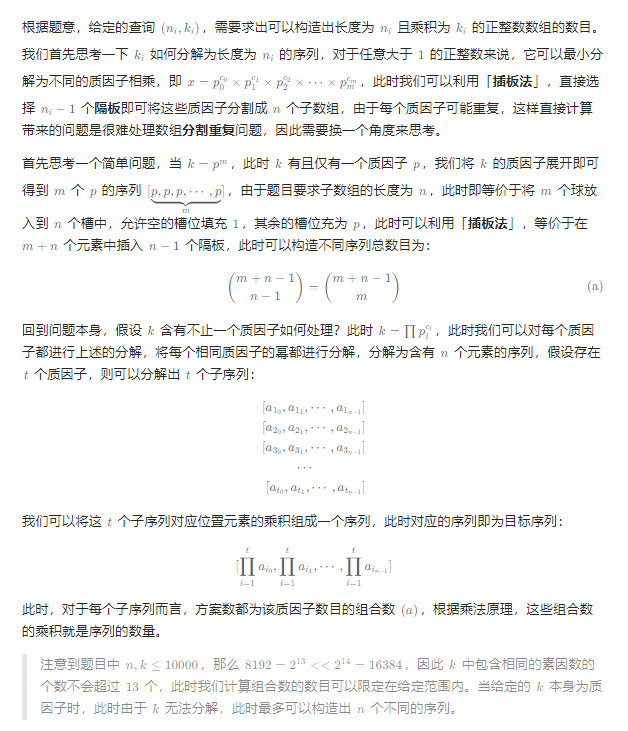 根据题意，给定的查询 (n_i, k_i)，需要求出可以构造出长度为 n_i 且乘积为 k_i 的正整数数组的数目。
我们首先思考一下 k_i 如何分解为长度为 n_i 的序列，对于任意大于 1 的正整数来说，它可以最小分
解为不同的质因子相乘，即 x = p_0^{c_0} × p_1^{c_1} × p_2^{c_2} × ··· × p_m^{c_m}，此时我们可以利用「插板法」，直接选
择 n_i − 1 个隔板即可将这些质因子分割成 n 个子数组，由于每个质因子可能重复，这样直接计算
带来的问题是很难处理数组分割重复问题，因此需要换一个角度来思考。
首先思考一个简单问题，当 k = p^m，此时 k 有且仅有一个质因子 p，我们将 k 的质因子展开即可
得到 m 个 p 的序列 [p, p, p, ··· , p]，由于题目要求子数组的长度为 n，此时即等价于将 m 个球放
m
入到 n 个槽中，允许空的槽位填充 1，其余的槽位充为 p，此时可以利用「插板法」，等价于在
m + n 个元素中插入 n − 1 个隔板，此时可以构造不同序列总数目为：
\binom{m + n − 1}{n − 1} = \binom{m + n − 1}{m} (a)
回到问题本身，假设 k 含有不止一个质因子如何处理？此时 k = ∏ p_i^{c_i}，此时我们可以对每个质因
子都进行上述的分解，将每个相同质因子的幂都进行分解，分解为含有 n 个元素的序列，假设存在
t 个质因子，则可以分解出 t 个子序列：
[a_{1_0}, a_{1_1}, ··· , a_{1_{n−1}}]
[a_{2_0}, a_{2_1}, ··· , a_{2_{n−1}}]
[a_{3_0}, a_{3_1}, ··· , a_{3_{n−1}}]
···
[a_{t_0}, a_{t_1}, ··· , a_{t_{n−1}}]
我们可以将这 t 个子序列对应位置元素的乘积组成一个序列，此时对应的序列即为目标序列：
[∏_{i=1}^{t} a_{i_0}, ∏_{i=1}^{t} a_{i_1}, ··· , ∏_{i=1}^{t} a_{i_{n−1}}]
此时，对于每个子序列而言，方案数都为该质因子数目的组合数 (a)，根据乘法原理，这些组合数
的乘积就是序列的数量。
注意到题目中 n, k ≤ 10000，那么 8192 = 2^{13} << 2^{14} = 16384，因此 k 中包含相同的素因数的
个数不会超过 13 个，此时我们计算组合数的数目可以限定在给定范围内。当给定的 k 本身为质
因子时，此时由于 k 无法分解，此时最多可以构造出 n 个不同的序列。